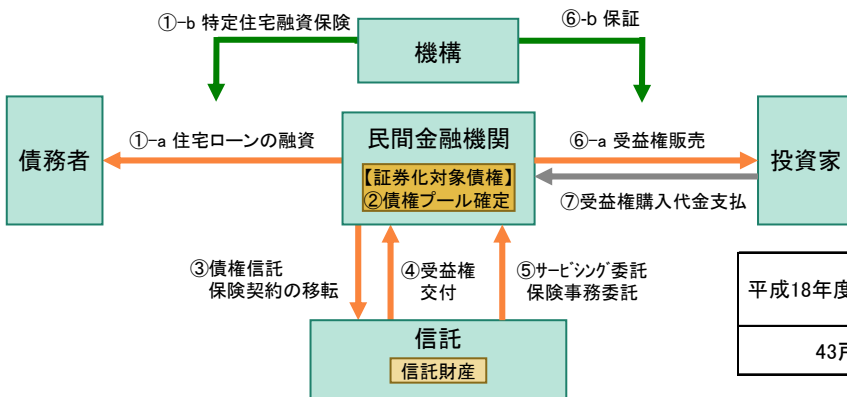 ①-b 特定住宅融資保険
⑥-b 保証
機構
債務者
①-a 住宅ローンの融資
民間金融機関
【証券化対象債権】
②債権プール確定
⑥-a 受益権販売
⑦受益権購入代金支払
投資家
③債権信託
保険契約の移転
④受益権
交付
⑤サービシング委託
保険事務委託
信託
信託財産
平成18年度
43戸